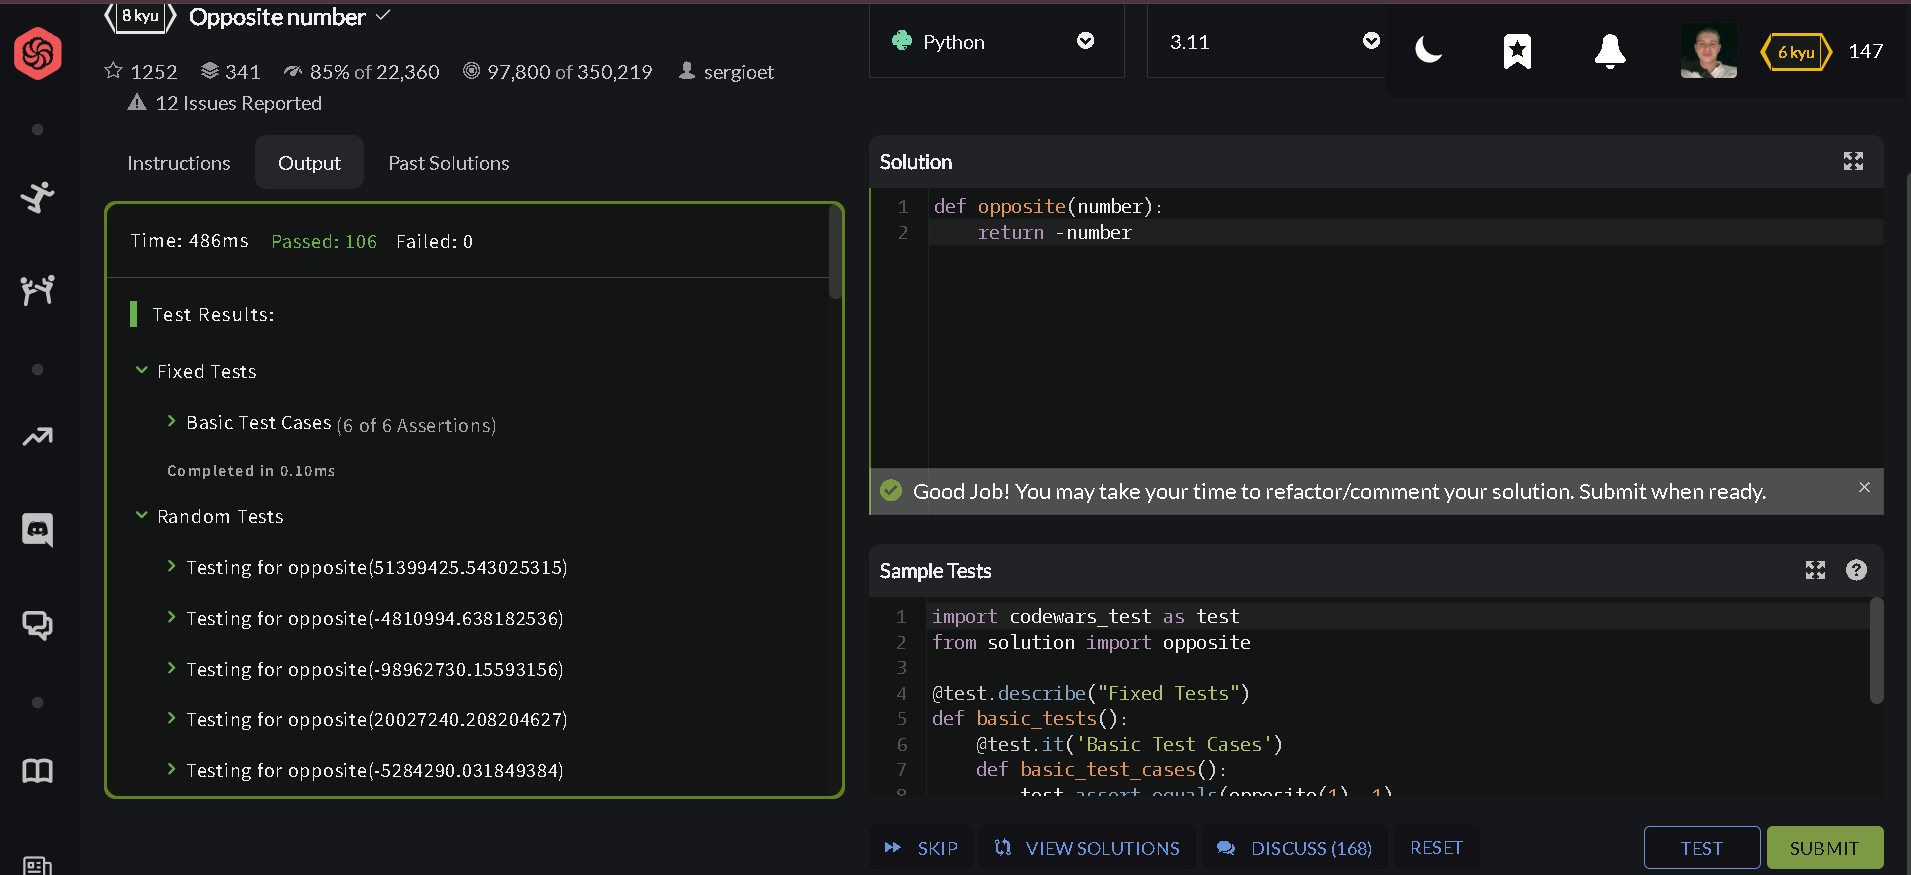 8 kyu Opposite number
1252 341 85% of 22,360 97,800 of 350,219 sergioet
12 Issues Reported
Python
3.11
6 kyu 147
Instructions Output Past Solutions
Time: 486ms Passed: 106 Failed: 0
Test Results:
Fixed Tests
Basic Test Cases (6 of 6 Assertions)
Completed in 0.10ms
Random Tests
Testing for opposite(51399425.543025315)
Testing for opposite(-4810994.638182536)
Testing for opposite(-98962730.15593156)
Testing for opposite(20027240.208204627)
Testing for opposite(-5284290.031849384)
Solution
1 def opposite(number):
2     return -number
Good Job! You may take your time to refactor/comment your solution. Submit when ready.
Sample Tests
1 import codewars_test as test
2 from solution import opposite
3
4 @test.describe("Fixed Tests")
5 def basic_tests():
6     @test.it('Basic Test Cases')
7     def basic_test_cases():
8         test.assert_equals(opposite(1), -1)
SKIP VIEW SOLUTIONS DISCUSS (168) RESET TEST SUBMIT